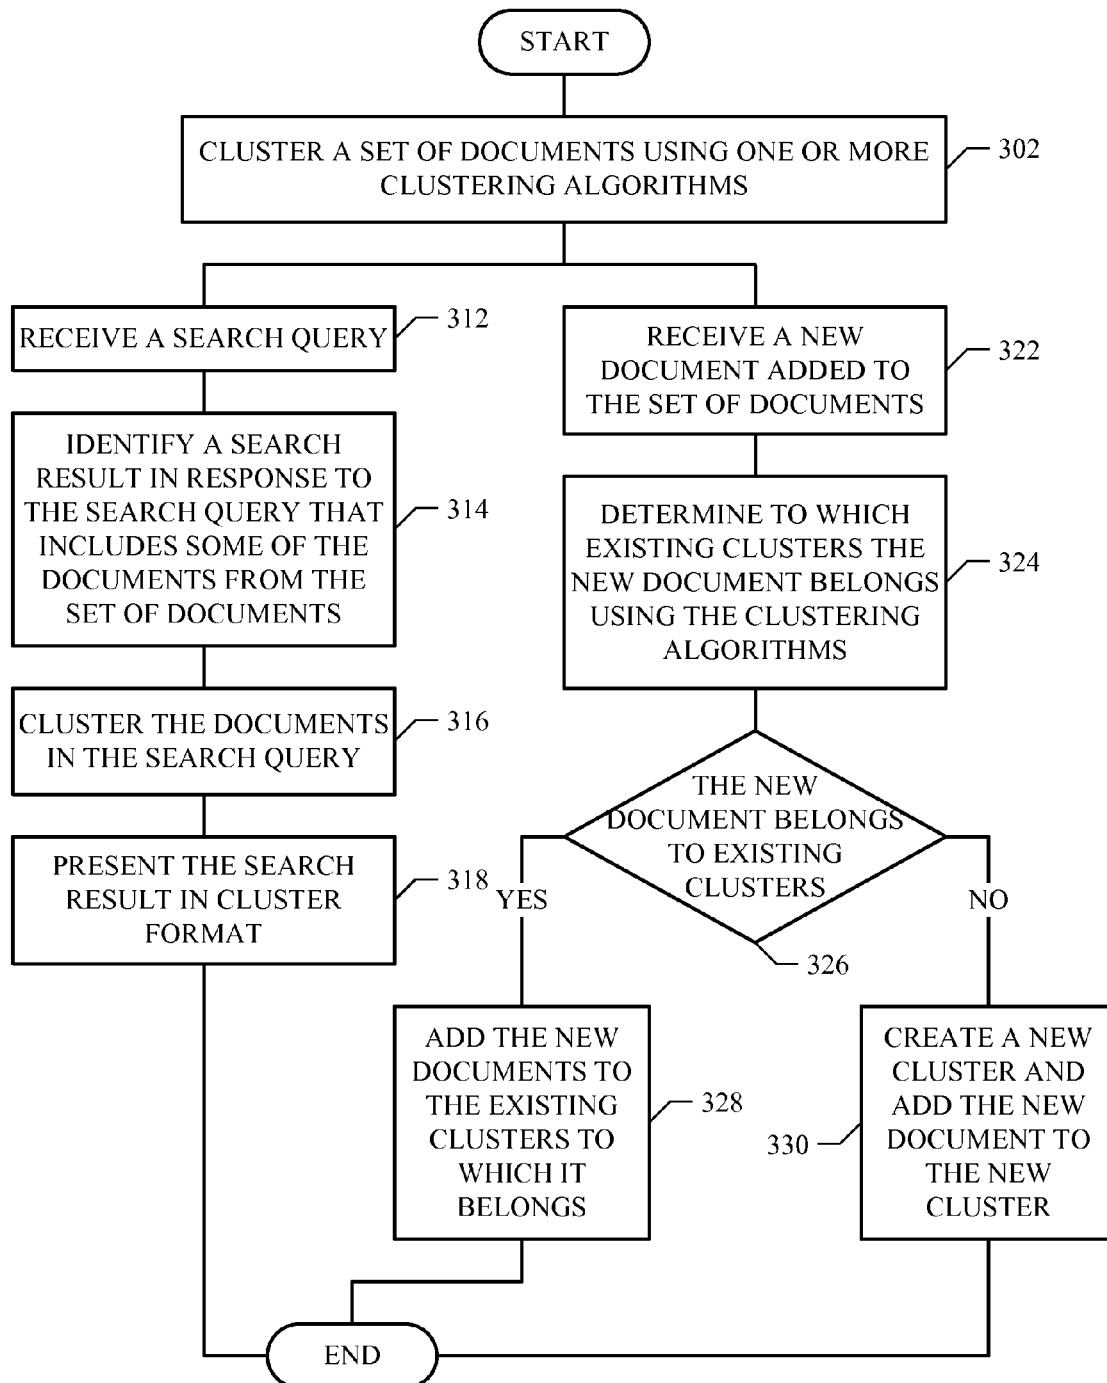 START
CLUSTER A SET OF DOCUMENTS USING ONE OR MORE
CLUSTERING ALGORITHMS
302
RECEIVE A SEARCH QUERY
312
IDENTIFY A SEARCH
RESULT IN RESPONSE TO
THE SEARCH QUERY THAT
INCLUDES SOME OF THE
DOCUMENTS FROM THE
SET OF DOCUMENTS
314
CLUSTER THE DOCUMENTS
IN THE SEARCH QUERY
316
PRESENT THE SEARCH
RESULT IN CLUSTER
FORMAT
318
RECEIVE A NEW
DOCUMENT ADDED TO
THE SET OF DOCUMENTS
322
DETERMINE TO WHICH
EXISTING CLUSTERS THE
NEW DOCUMENT BELONGS
USING THE CLUSTERING
ALGORITHMS
324
THE NEW
DOCUMENT BELONGS
TO EXISTING
CLUSTERS
326
YES
NO
ADD THE NEW
DOCUMENTS TO
THE EXISTING
CLUSTERS TO
WHICH IT
BELONGS
328
CREATE A NEW
CLUSTER AND
ADD THE NEW
DOCUMENT TO
THE NEW
CLUSTER
330
END